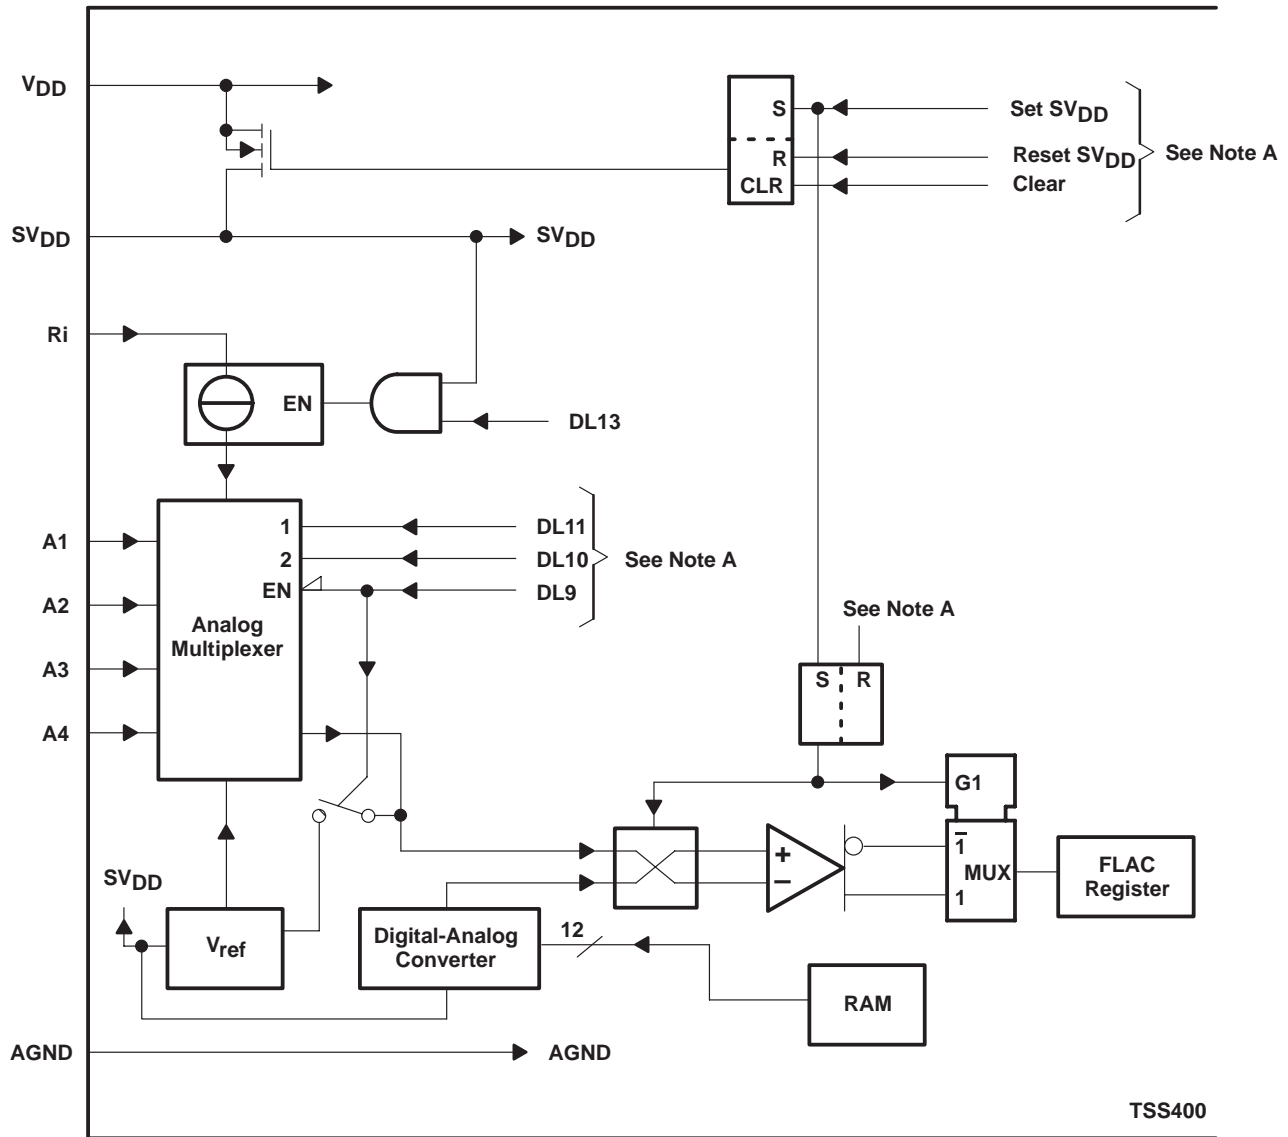 VDD
S
Set SVDD
R
Reset SVDD
See Note A
CLR
Clear
SVDD
SVDD
Ri
EN
DL13
1
DL11
A1
2
DL10
See Note A
EN
DL9
A2
Analog
Multiplexer
See Note A
A3
S
R
A4
G1
SVDD
+
1
MUX
FLAC
Register
−
1
Vref
Digital-Analog
Converter
12
RAM
AGND
AGND
TSS400